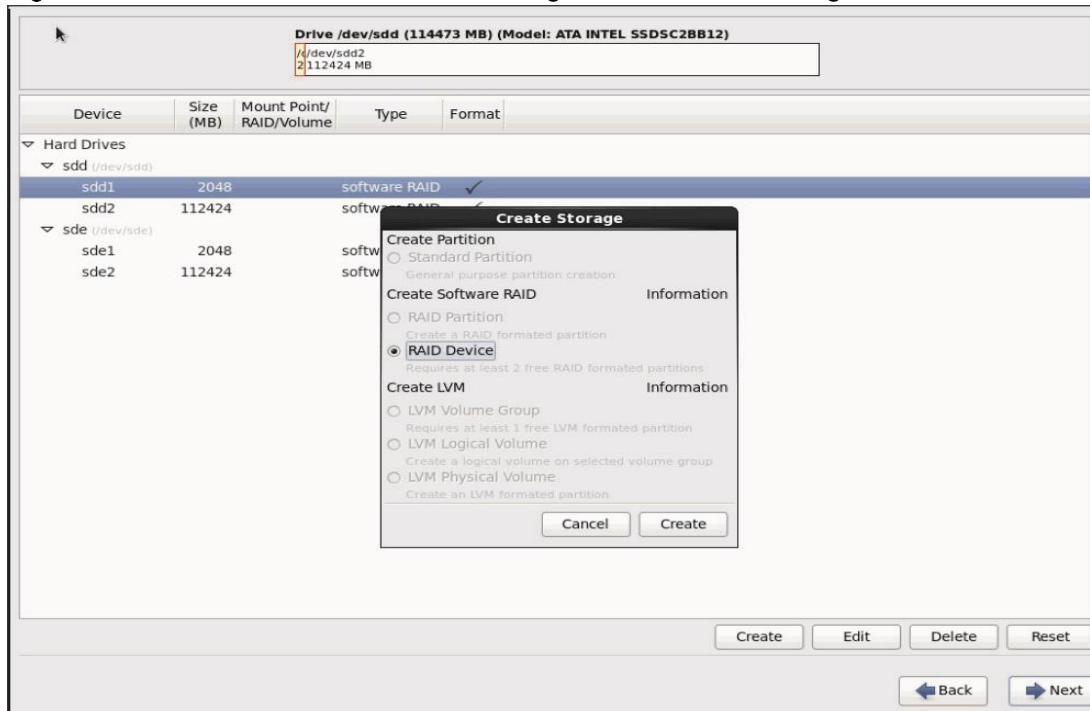 Drive /dev/sdd (114473 MB) (Model: ATA INTEL SSDSC2BB12)
/dev/sdd2
2 112424 MB
Device Size (MB) Mount Point/ RAID/Volume Type Format
Hard Drives
sdd (/dev/sdd)
sdd1 2048 software RAID ✓
sdd2 112424
sde (/dev/sde)
sde1 2048
sde2 112424
Create Storage
Create Partition
Standard Partition
General purpose partition creation
Create Software RAID Information
RAID Partition
Create a RAID formated partition
RAID Device
Requires at least 2 free RAID formated partitions
Create LVM Information
LVM Volume Group
Requires at least 1 free LVM formated partition
LVM Logical Volume
Create a logical volume on selected volume group
LVM Physical Volume
Create an LVM formated partition
Cancel Create
Create Edit Delete Reset
Back Next